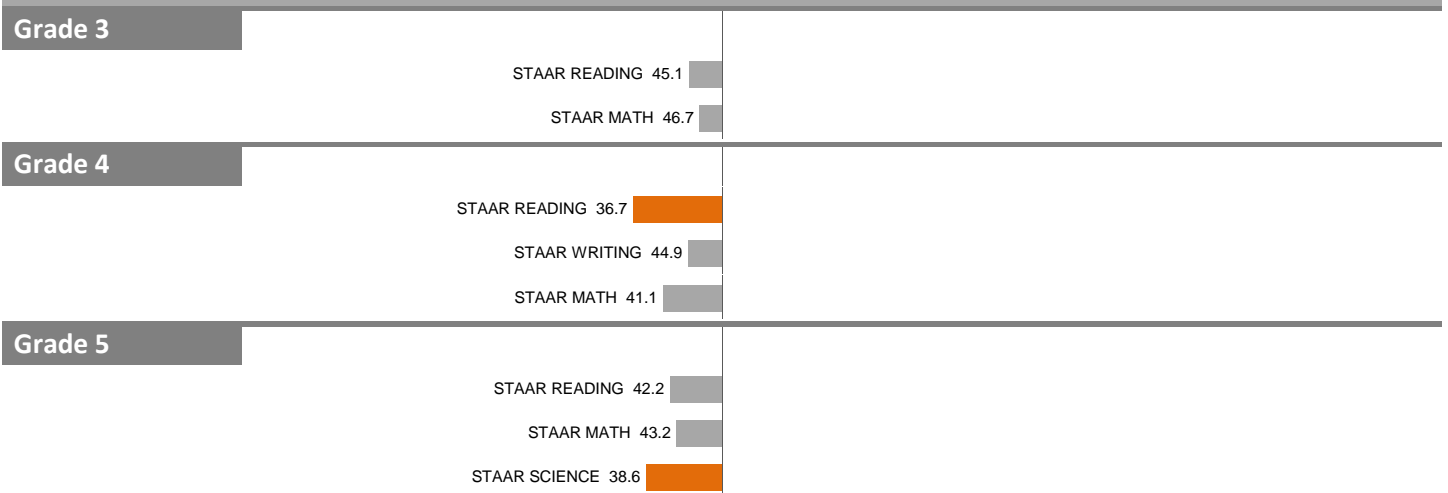 Grade 3
STAAR READING 45.1
STAAR MATH 46.7
Grade 4
STAAR READING 36.7
STAAR WRITING 44.9
STAAR MATH 41.1
Grade 5
STAAR READING 42.2
STAAR MATH 43.2
STAAR SCIENCE 38.6